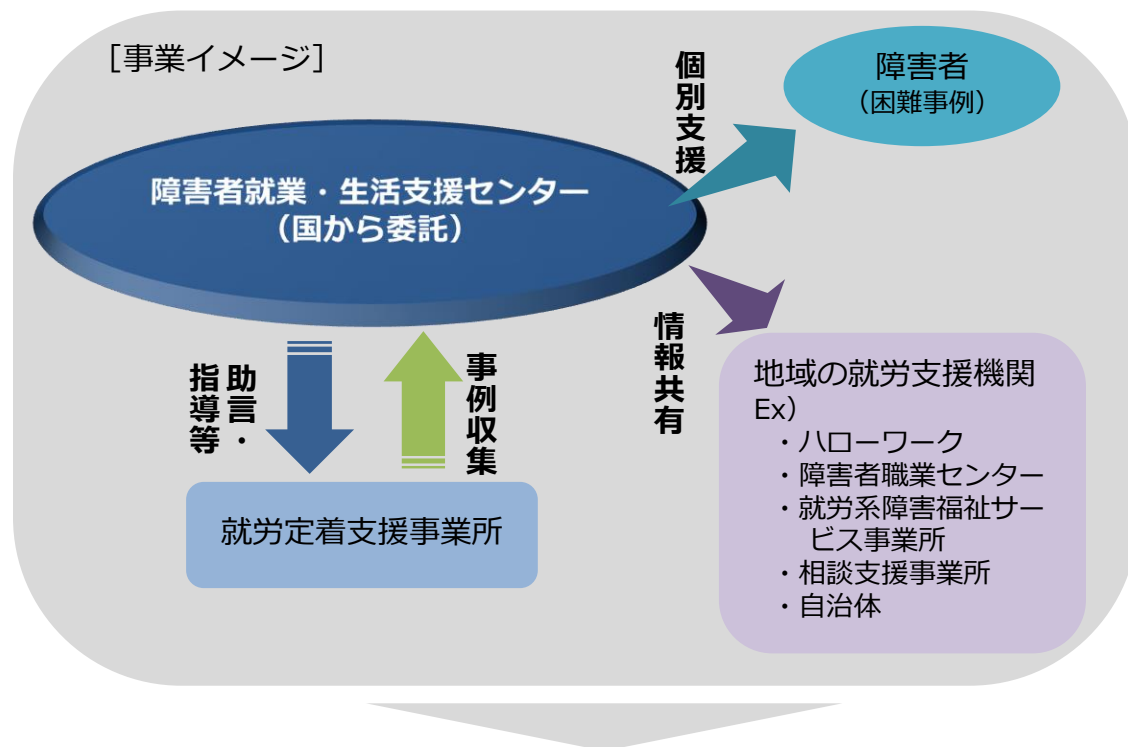 ［事業イメージ］
個別支援
障害者
（困難事例）
障害者就業・生活支援センター
（国から委託）
助言・
指導等
事例収集
情報共有
就労定着支援事業所
地域の就労支援機関
Ex）
・ハローワーク
・障害者職業センター
・就労系障害福祉サー
ビス事業所
・相談支援事業所
・自治体